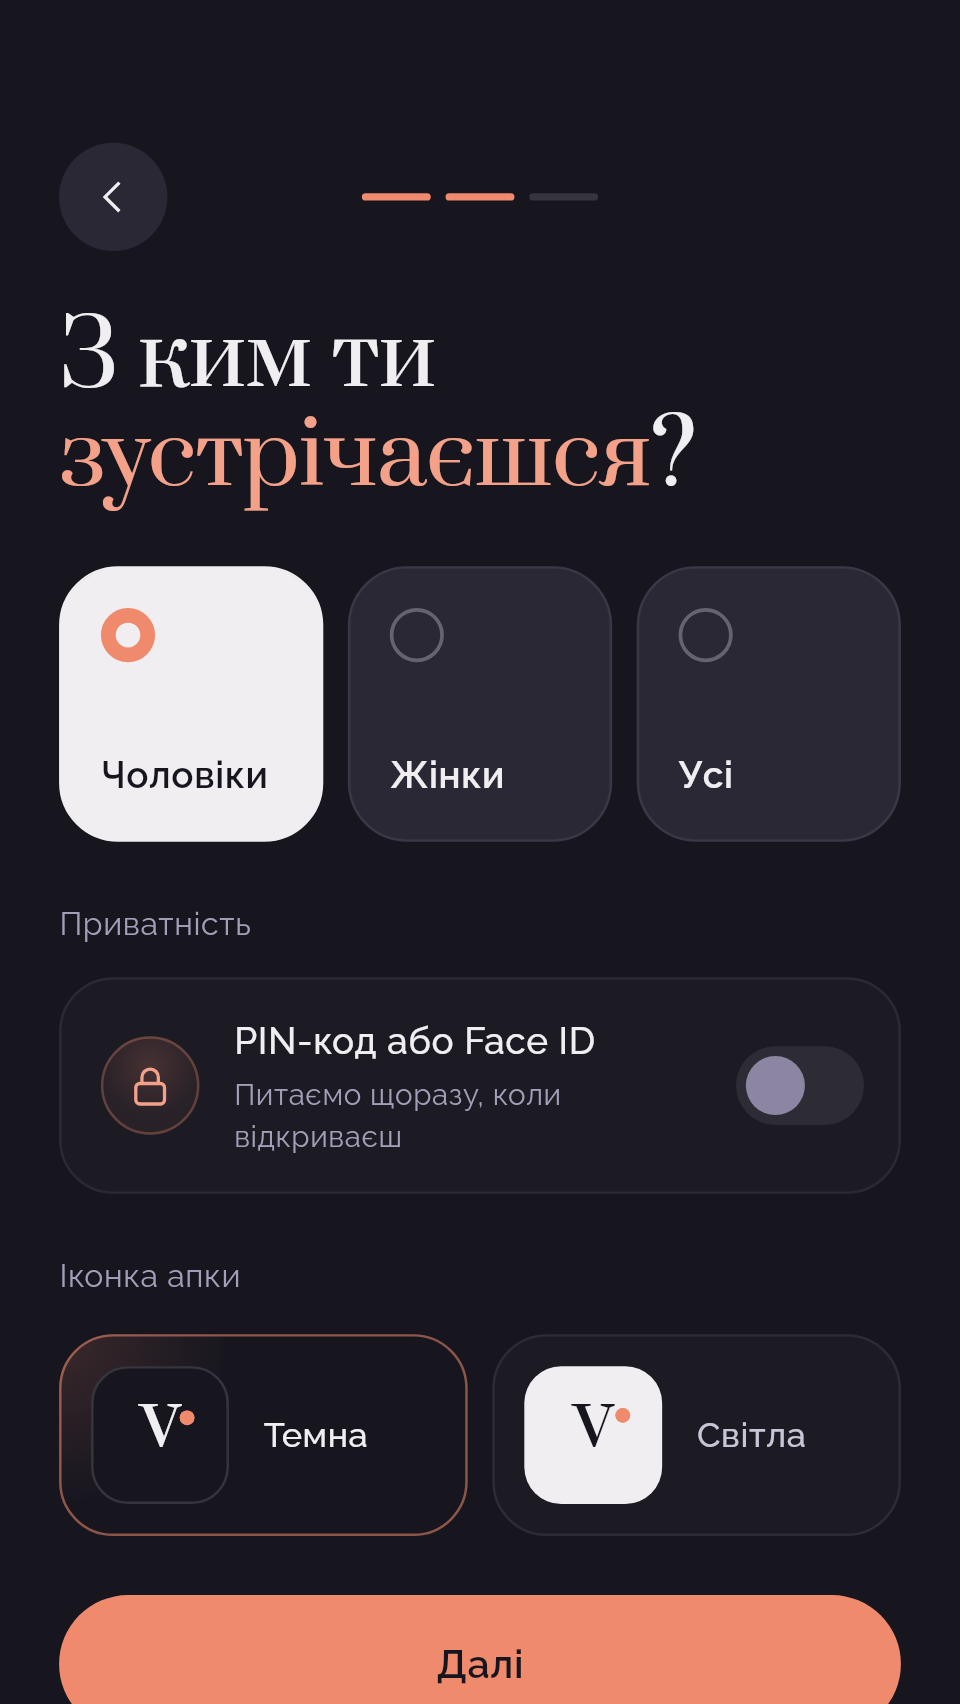 З ким ти
зустрічаєшся?
Чоловіки
Жінки
Усі
Приватність
PIN-код або Face ID
Питаємо щоразу, коли
відкриваєш
Іконка апки
V
Темна
V
Світла
Далі